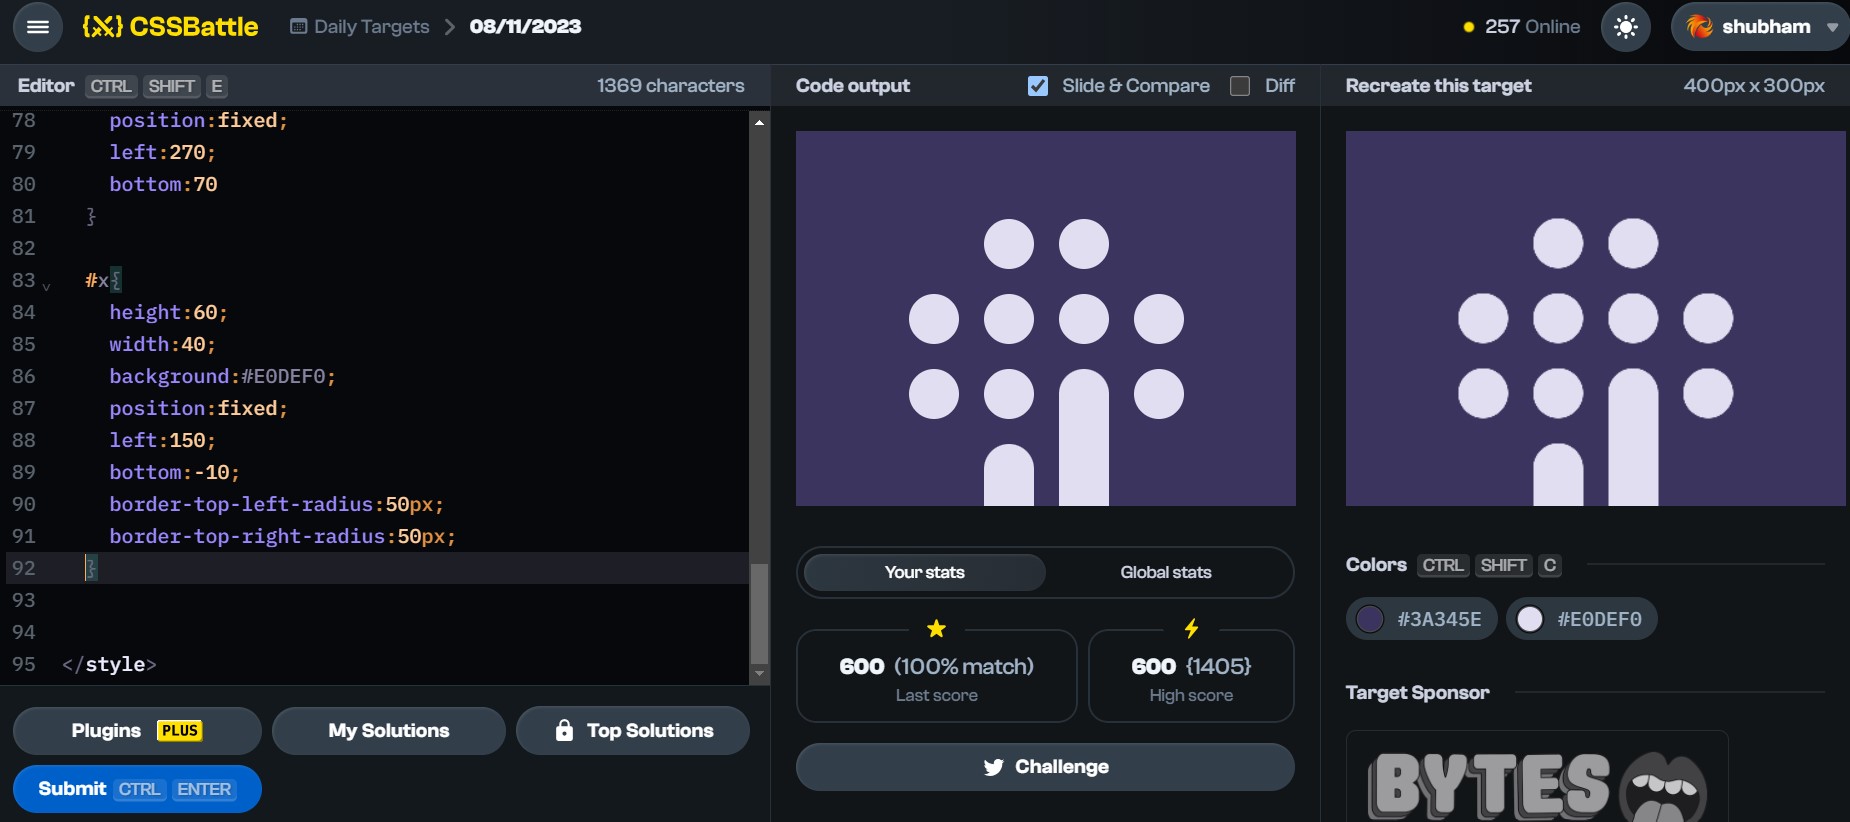 {X} CSSBattle
Daily Targets > 08/11/2023
257 Online
shubham
Editor CTRL SHIFT E
1369 characters
78 position:fixed;
79 left:270;
80 bottom:70
81 }
82
83 #x{
84 height:60;
85 width:40;
86 background:#E0DEF0;
87 position:fixed;
88 left:150;
89 bottom:-10;
90 border-top-left-radius:50px;
91 border-top-right-radius:50px;
92 }
93
94
95 </style>
Plugins PLUS
My Solutions
Top Solutions
Submit CTRL ENTER
Code output
Slide & Compare
Diff
Your stats
Global stats
600 (100% match)
Last score
600 {1405}
High score
Challenge
Recreate this target
400px x 300px
Colors CTRL SHIFT C
#3A345E
#E0DEF0
Target Sponsor
BYTES